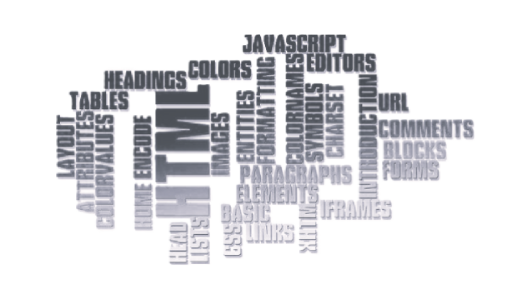 JAVASCRIPT
HEADINGS
COLORS
EDITORS
TABLES
URL
LAYOUT
ATTRIBUTES
COLORVALUES
HOME
ENCODE
HTML
IMAGES
ENTITIES
FORMATTING
COLORNAMES
SYMBOLS
CHARSET
INTRODUCTION
COMMENTS
BLOCKS
FORMS
PARAGRAPHS
ELEMENTS
BASIC
LINKS
IFRAMES
HEAD
LISTS
CSS
XHTML